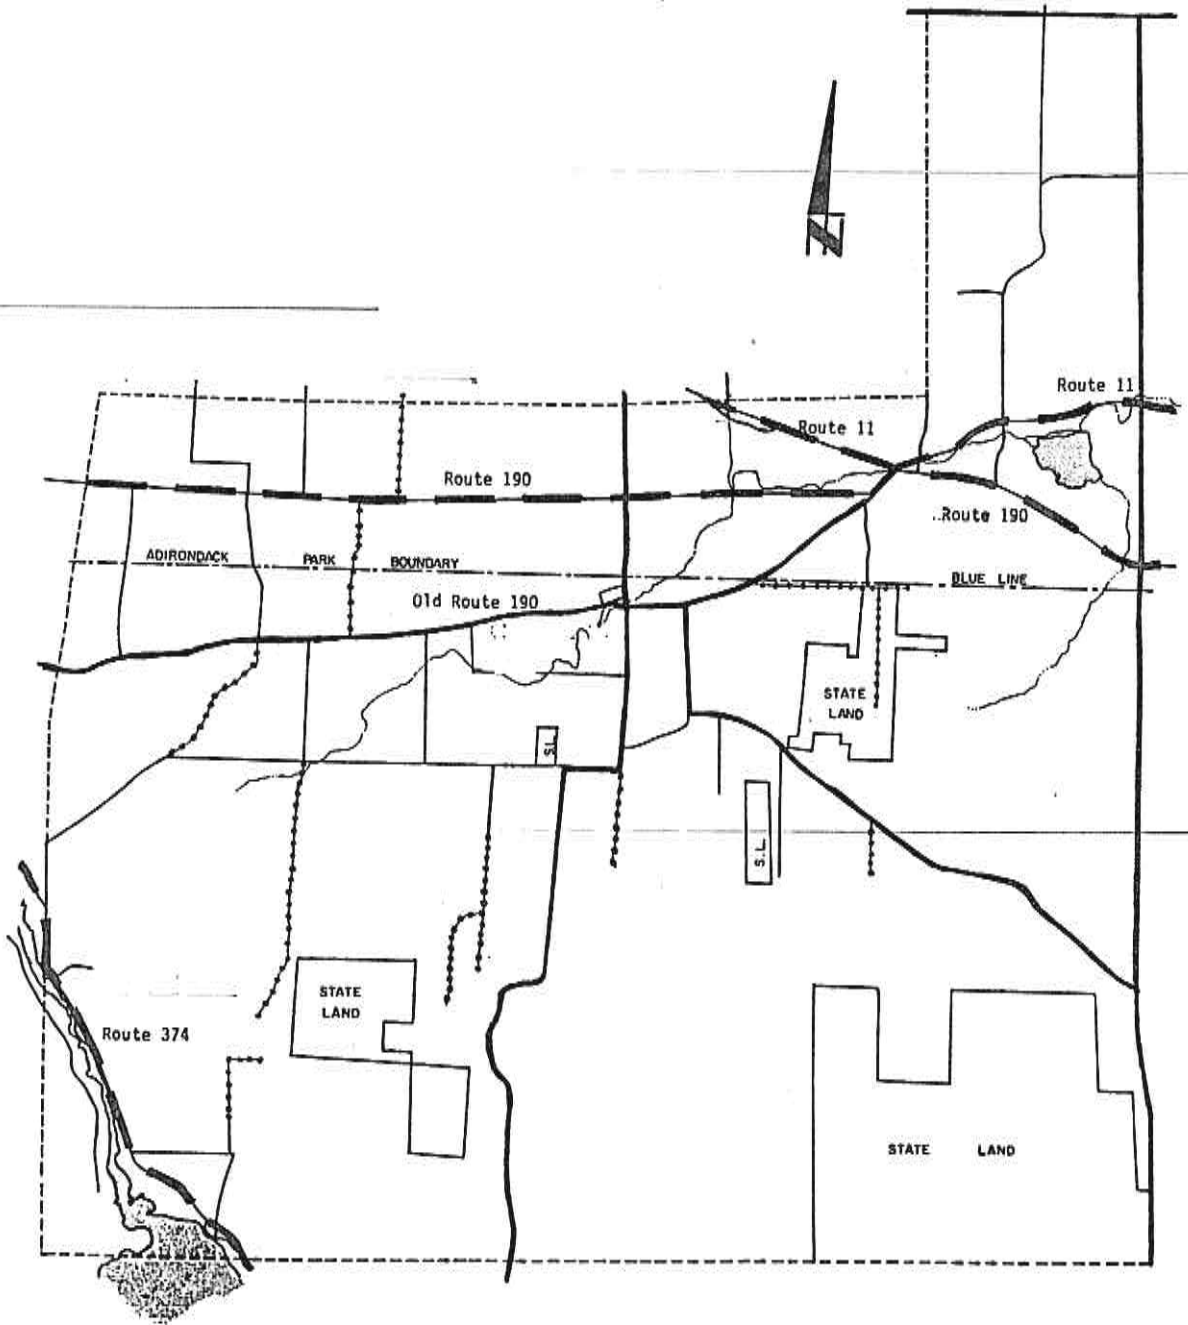 N
Route 11
Route 11
Route 190
Route 190
ADIRONDACK PARK BOUNDARY
BLUE LINE
Old Route 190
STATE
LAND
S.L.
S.L.
STATE
LAND
Route 374
STATE LAND